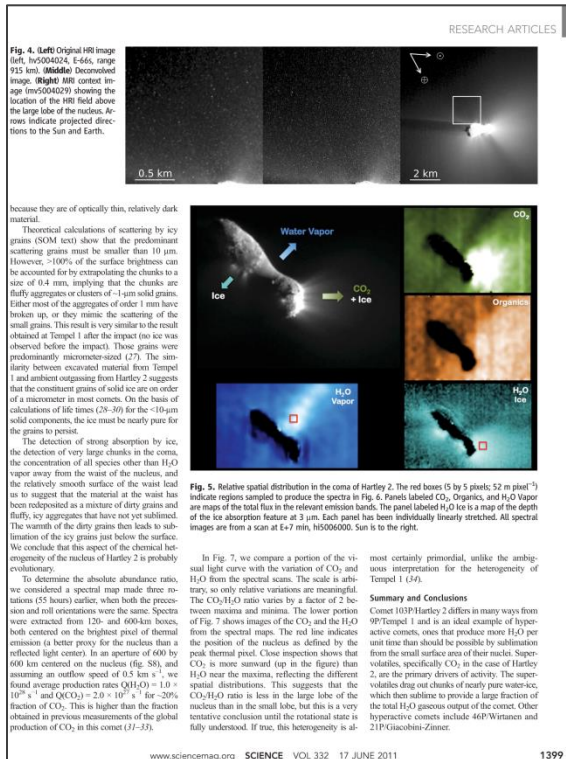 RESEARCH ARTICLES
Fig. 4. (Left) Original HRI image
(left, hv5004024, E-66s, range
915 km). (Middle) Deconvolved
image. (Right) MRI context im-
age (mv5004029) showing the
location of the HRI field above
the large lobe of the nucleus. Ar-
rows indicate projected direc-
tions to the Sun and Earth.
0.5 km
2 km
because they are of optically thin, relatively dark
material.
Theoretical calculations of scattering by icy
grains (SOM text) show that the predominant
scattering grains must be smaller than 10 μm.
However, >100% of the surface brightness can
be accounted for by extrapolating the chunks to a
size of 0.4 mm, implying that the chunks are
fluffy aggregates or clusters of ~1-μm solid grains.
Either most of the aggregates of order 1 mm have
broken up, or they mimic the scattering of the
small grains. This result is very similar to the result
obtained at Tempel 1 after the impact (no ice was
observed before the impact). Those grains were
predominantly micrometer-sized (27). The sim-
ilarity between excavated material from Tempel
1 and ambient outgassing from Hartley 2 suggests
that the constituent grains of solid ice are on order
of a micrometer in most comets. On the basis of
calculations of life times (28–30) for the <10-μm
solid components, the ice must be nearly pure for
the grains to persist.
The detection of strong absorption by ice,
the detection of very large chunks in the coma,
the concentration of all species other than H2O
vapor away from the waist of the nucleus, and
the relatively smooth surface of the waist lead
us to suggest that the material at the waist has
been redeposited as a mixture of dirty grains and
fluffy, icy aggregates that have not yet sublimed.
The warmth of the dirty grains then leads to sub-
limation of the icy grains just below the surface.
We conclude that this aspect of the chemical het-
erogeneity of the nucleus of Hartley 2 is probably
evolutionary.
To determine the absolute abundance ratio,
we considered a spectral map made three ro-
tations (55 hours) earlier, when both the preces-
sion and roll orientations were the same. Spectra
were extracted from 120- and 600-km boxes,
both centered on the brightest pixel of thermal
emission (a better proxy for the nucleus than a
reflected light center). In an aperture of 600 by
600 km centered on the nucleus (fig. S8), and
assuming an outflow speed of 0.5 km s⁻¹, we
found average production rates Q(H2O) = 1.0 ×
10²⁸ s⁻¹ and Q(CO2) = 2.0 × 10²⁷ s⁻¹ for ~20%
fraction of CO2. This is higher than the fraction
obtained in previous measurements of the global
production of CO2 in this comet (31–33).
Water Vapor
Ice
CO2
+ Ice
CO2
Organics
H2O
Vapor
H2O
Ice
Fig. 5. Relative spatial distribution in the coma of Hartley 2. The red boxes (5 by 5 pixels; 52 m pixel⁻¹)
indicate regions sampled to produce the spectra in Fig. 6. Panels labeled CO2, Organics, and H2O Vapor
are maps of the total flux in the relevant emission bands. The panel labeled H2O Ice is a map of the depth
of the ice absorption feature at 3 μm. Each panel has been individually linearly stretched. All spectral
images are from a scan at E+7 min, hi5006000. Sun is to the right.
In Fig. 7, we compare a portion of the vi-
sual light curve with the variation of CO2 and
H2O from the spectral scans. The scale is arbi-
trary, so only relative variations are meaningful.
The CO2/H2O ratio varies by a factor of 2 be-
tween maxima and minima. The lower portion
of Fig. 7 shows images of the CO2 and the H2O
from the spectral maps. The red line indicates
the position of the nucleus as defined by the
peak thermal pixel. Close inspection shows that
CO2 is more sunward (up in the figure) than
H2O near the maxima, reflecting the different
spatial distributions. This suggests that the
CO2/H2O ratio is less in the large lobe of the
nucleus than in the small lobe, but this is a very
tentative conclusion until the rotational state is
fully understood. If true, this heterogeneity is al-
most certainly primordial, unlike the ambig-
uous interpretation for the heterogeneity of
Tempel 1 (34).
Summary and Conclusions
Comet 103P/Hartley 2 differs in many ways from
9P/Tempel 1 and is an ideal example of hyper-
active comets, ones that produce more H2O per
unit time than should be possible by sublimation
from the small surface area of their nuclei. Super-
volatiles, specifically CO2 in the case of Hartley
2, are the primary drivers of activity. The super-
volatiles drag out chunks of nearly pure water-ice,
which then sublime to provide a large fraction of
the total H2O gaseous output of the comet. Other
hyperactive comets include 46P/Wirtanen and
21P/Giacobini-Zinner.
www.sciencemag.org SCIENCE VOL 332 17 JUNE 2011 1399